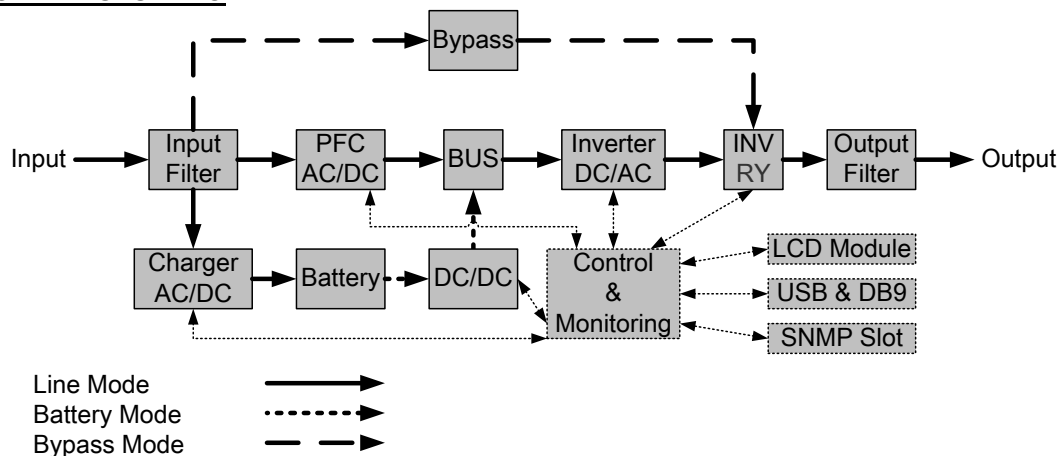 Bypass
Input
Input
Filter
PFC
AC/DC
BUS
Inverter
DC/AC
INV
RY
Output
Filter
Output
Charger
AC/DC
Battery
DC/DC
Control
&
Monitoring
LCD Module
USB & DB9
SNMP Slot
Line Mode
Battery Mode
Bypass Mode